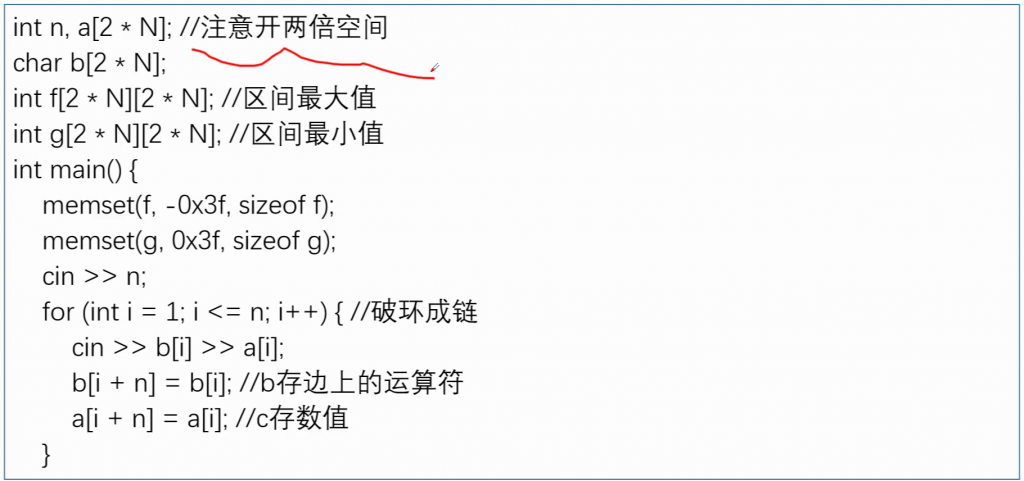 int n, a[2 * N]; //注意开两倍空间
char b[2 * N];
int f[2 * N][2 * N]; //区间最大值
int g[2 * N][2 * N]; //区间最小值
int main() {
memset(f, -0x3f, sizeof f);
memset(g, 0x3f, sizeof g);
cin >> n;
for (int i = 1; i <= n; i++) { //破环成链
cin >> b[i] >> a[i];
b[i + n] = b[i]; //b存边上的运算符
a[i + n] = a[i]; //c存数值
}